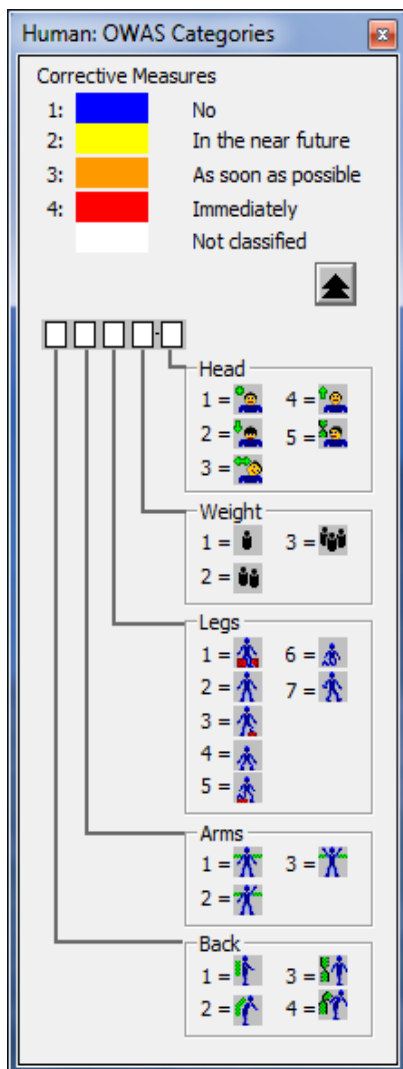 Human: OWAS Categories
Corrective Measures
1: No
2: In the near future
3: As soon as possible
4: Immediately
Not classified
Head
1 = 4 =
2 = 5 =
3 =
Weight
1 = 3 =
2 =
Legs
1 = 6 =
2 = 7 =
3 =
4 =
5 =
Arms
1 = 3 =
2 =
Back
1 = 3 =
2 = 4 =